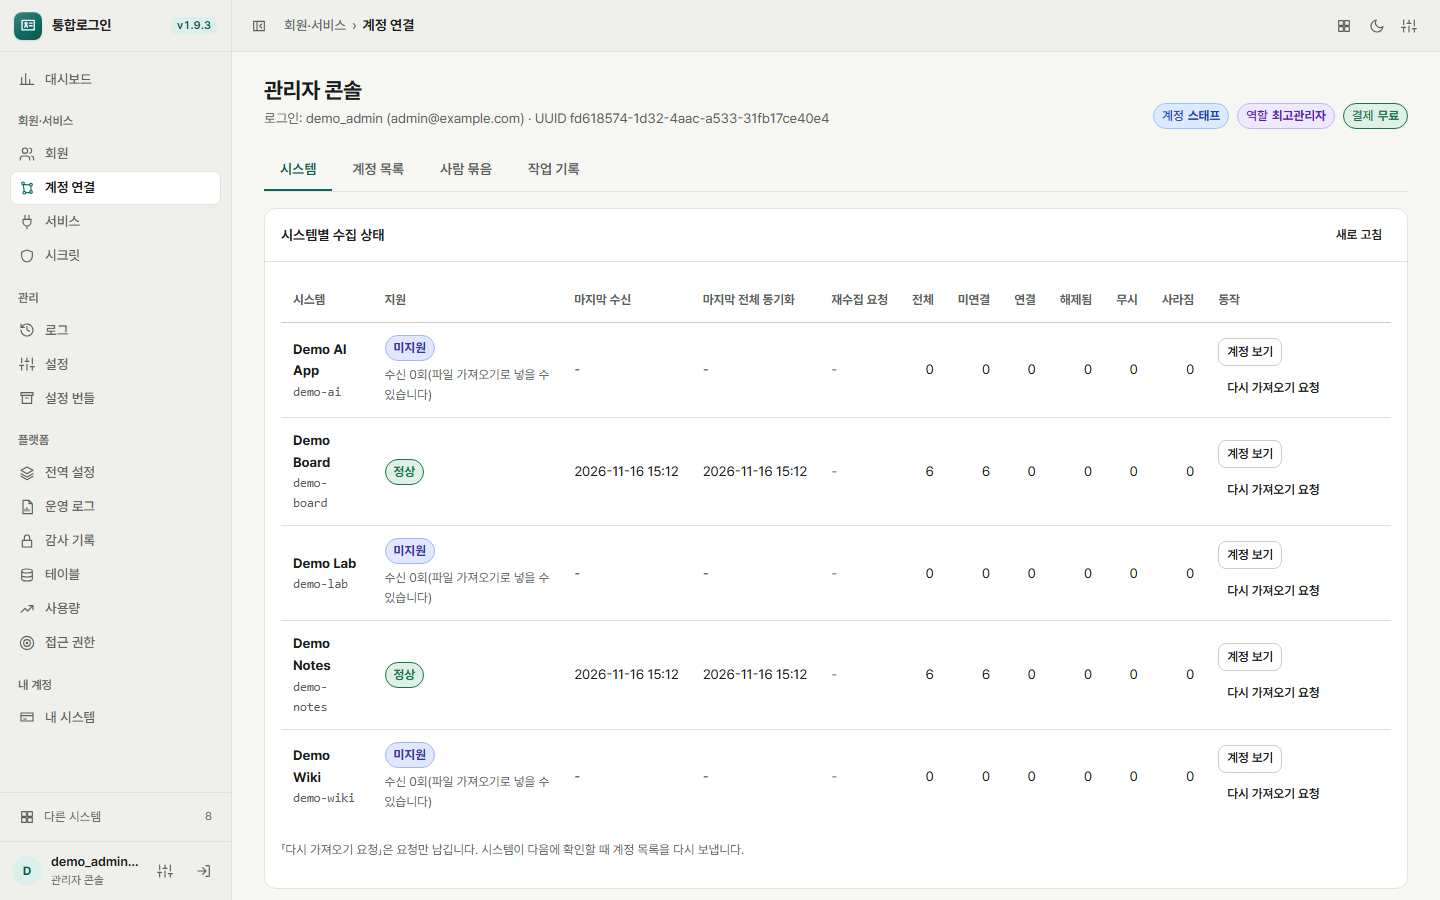 통합로그인
v1.9.3
회원·서비스 › 계정 연결
대시보드
회원·서비스
회원
계정 연결
서비스
시크릿
관리
로그
설정
설정 번들
플랫폼
전역 설정
운영 로그
감사 기록
테이블
사용량
접근 권한
내 계정
내 시스템
다른 시스템 8
D
demo_admin...
관리자 콘솔
관리자 콘솔
로그인: demo_admin (admin@example.com) · UUID fd618574-1d32-4aac-a533-31fb17ce40e4
계정 스태프
역할 최고관리자
결제 무료
시스템
계정 목록
사람 묶음
작업 기록
시스템별 수집 상태
새로 고침
시스템 지원 마지막 수신 마지막 전체 동기화 재수집 요청 전체 미연결 연결 해제됨 무시 사라짐 동작
Demo AI
App
demo-ai
미지원
수신 0회(파일 가져오기로 넣을 수
있습니다)
- - - 0 0 0 0 0 0
계정 보기
다시 가져오기 요청
Demo
Board
demo-
board
정상
2026-11-16 15:12 2026-11-16 15:12 - 6 6 0 0 0 0
계정 보기
다시 가져오기 요청
Demo Lab
demo-lab
미지원
수신 0회(파일 가져오기로 넣을 수
있습니다)
- - - 0 0 0 0 0 0
계정 보기
다시 가져오기 요청
Demo
Notes
demo-
notes
정상
2026-11-16 15:12 2026-11-16 15:12 - 6 6 0 0 0 0
계정 보기
다시 가져오기 요청
Demo
Wiki
demo-wiki
미지원
수신 0회(파일 가져오기로 넣을 수
있습니다)
- - - 0 0 0 0 0 0
계정 보기
다시 가져오기 요청
「다시 가져오기 요청」은 요청만 남깁니다. 시스템이 다음에 확인할 때 계정 목록을 다시 보냅니다.